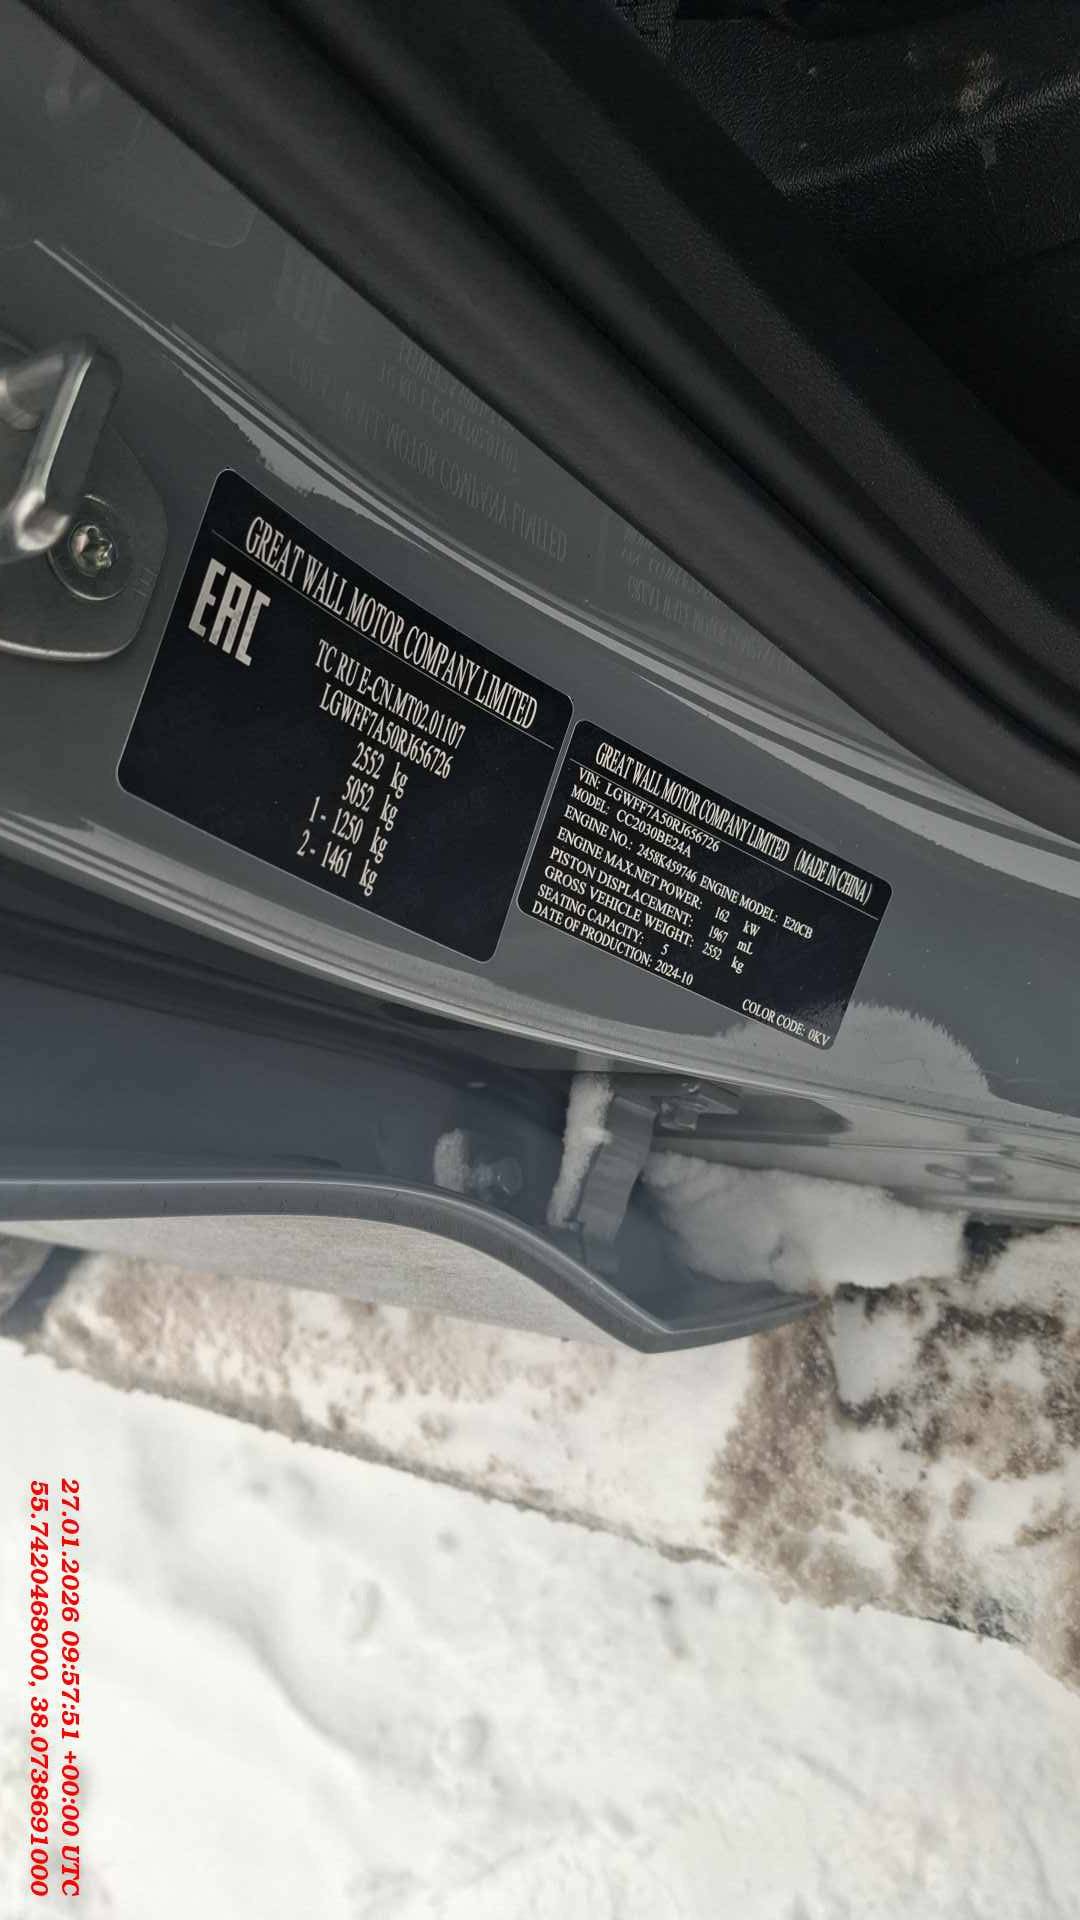 GREAT WALL MOTOR COMPANY LIMITED
EAC
TC RU E-CN.MT02.01107
LGWFF7A50RJ656726
2552 kg
5052 kg
1 - 1250 kg
2 - 1461 kg
GREAT WALL MOTOR COMPANY LIMITED (MADE IN CHINA)
VIN: LGWFF7A50RJ656726
MODEL: CC2030BE24A
ENGINE NO.: 2458K459746 ENGINE MODEL: E20CB
ENGINE MAX.NET POWER: 162 kW
PISTON DISPLACEMENT: 1967 mL
GROSS VEHICLE WEIGHT: 2552 kg
SEATING CAPACITY: 5
DATE OF PRODUCTION: 2024-10
COLOR CODE: 0KV
27.01.2026 09:57:51 +00:00 UTC
55.7420468000, 38.0738691000